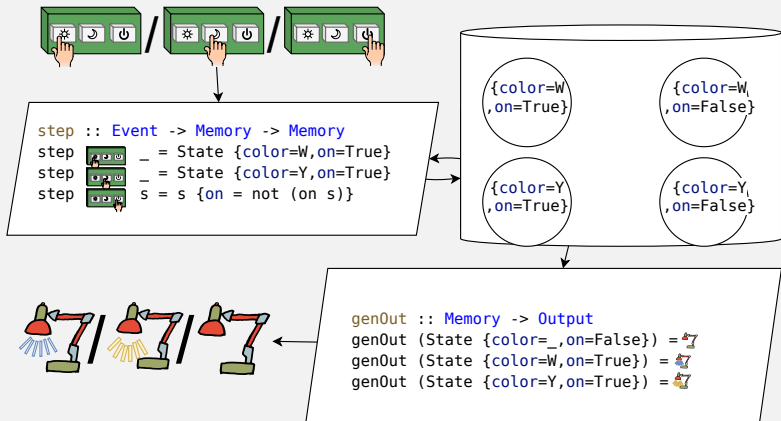 / /
step :: Event -> Memory -> Memory
step _ = State {color=W,on=True}
step _ = State {color=Y,on=True}
step s = s {on = not (on s)}
{color=W
,on=True}
{color=W
,on=False}
{color=Y
,on=True}
{color=Y
,on=False}
genOut :: Memory -> Output
genOut (State {color=_,on=False}) =
genOut (State {color=W,on=True}) =
genOut (State {color=Y,on=True}) =
/ /